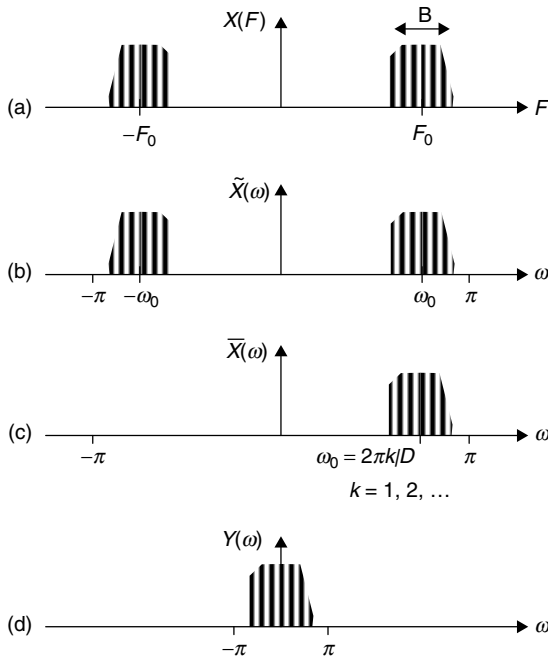 X(F) B
(a) F
−F₀ F₀
X̃(ω)
(b) ω
−π −ω₀ ω₀ π
X̅(ω)
(c) ω
−π ω₀ = 2πk/D π
k = 1, 2, …
Y(ω)
(d) ω
−π π